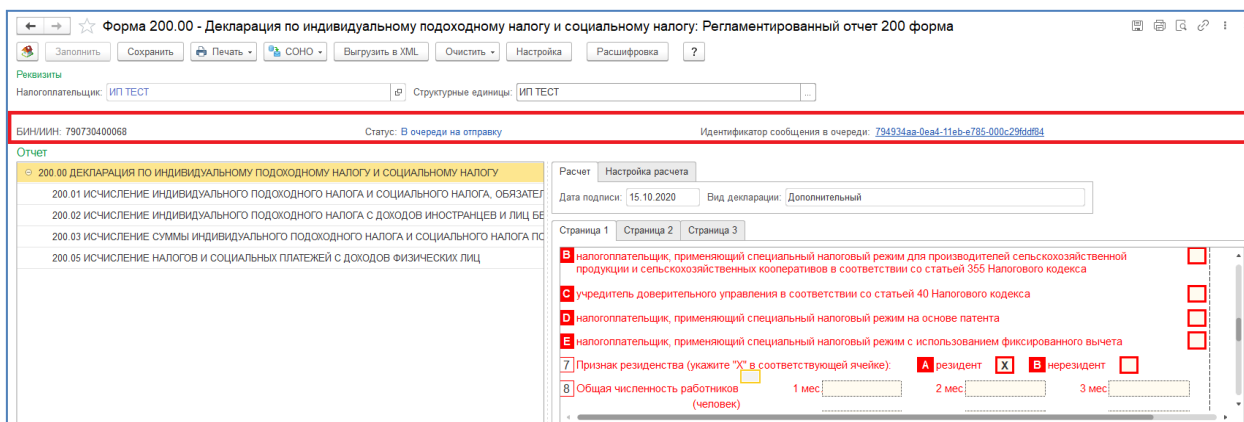 Форма 200.00 - Декларация по индивидуальному подоходному налогу и социальному налогу: Регламентированный отчет 200 форма
Заполнить Сохранить Печать СОНО Выгрузить в XML Очистить Настройка Расшифровка ?
Реквизиты
Налогоплательщик: ИП ТЕСТ Структурные единицы: ИП ТЕСТ ...
БИН/ИИН: 790730400068 Статус: В очереди на отправку Идентификатор сообщения в очереди: 794934aa-0ea4-11eb-e785-000c29fddf84
Отчет
200.00 ДЕКЛАРАЦИЯ ПО ИНДИВИДУАЛЬНОМУ ПОДОХОДНОМУ НАЛОГУ И СОЦИАЛЬНОМУ НАЛОГУ
200.01 ИСЧИСЛЕНИЕ ИНДИВИДУАЛЬНОГО ПОДОХОДНОГО НАЛОГА И СОЦИАЛЬНОГО НАЛОГА, ОБЯЗАТЕЛ
200.02 ИСЧИСЛЕНИЕ ИНДИВИДУАЛЬНОГО ПОДОХОДНОГО НАЛОГА С ДОХОДОВ ИНОСТРАНЦЕВ И ЛИЦ БЕ
200.03 ИСЧИСЛЕНИЕ СУММЫ ИНДИВИДУАЛЬНОГО ПОДОХОДНОГО НАЛОГА И СОЦИАЛЬНОГО НАЛОГА ПО
200.05 ИСЧИСЛЕНИЕ НАЛОГОВ И СОЦИАЛЬНЫХ ПЛАТЕЖЕЙ С ДОХОДОВ ФИЗИЧЕСКИХ ЛИЦ
Расчет Настройка расчета
Дата подписи: 15.10.2020 Вид декларации: Дополнительный
Страница 1 Страница 2 Страница 3
B налогоплательщик, применяющий специальный налоговый режим для производителей сельскохозяйственной
продукции и сельскохозяйственных кооперативов в соответствии со статьей 355 Налогового кодекса
C учредитель доверительного управления в соответствии со статьей 40 Налогового кодекса
D налогоплательщик, применяющий специальный налоговый режим на основе патента
E налогоплательщик, применяющий специальный налоговый режим с использованием фиксированного вычета
7 Признак резиденства (укажите "X" в соответствующей ячейке): A резидент X B нерезидент
8 Общая численность работников 1 мес 2 мес 3 мес
(человек)